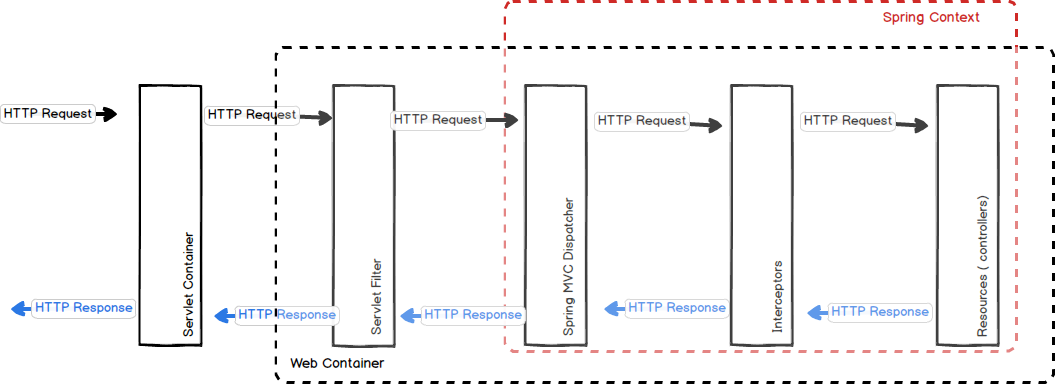 Spring Context
HTTP Request
HTTP Request
HTTP Request
HTTP Request
HTTP Request
Servlet Container
Servlet Filter
Spring MVC Dispatcher
Interceptors
Resources ( controllers)
HTTP Response
HTTP Response
HTTP Response
HTTP Response
HTTP Response
Web Container